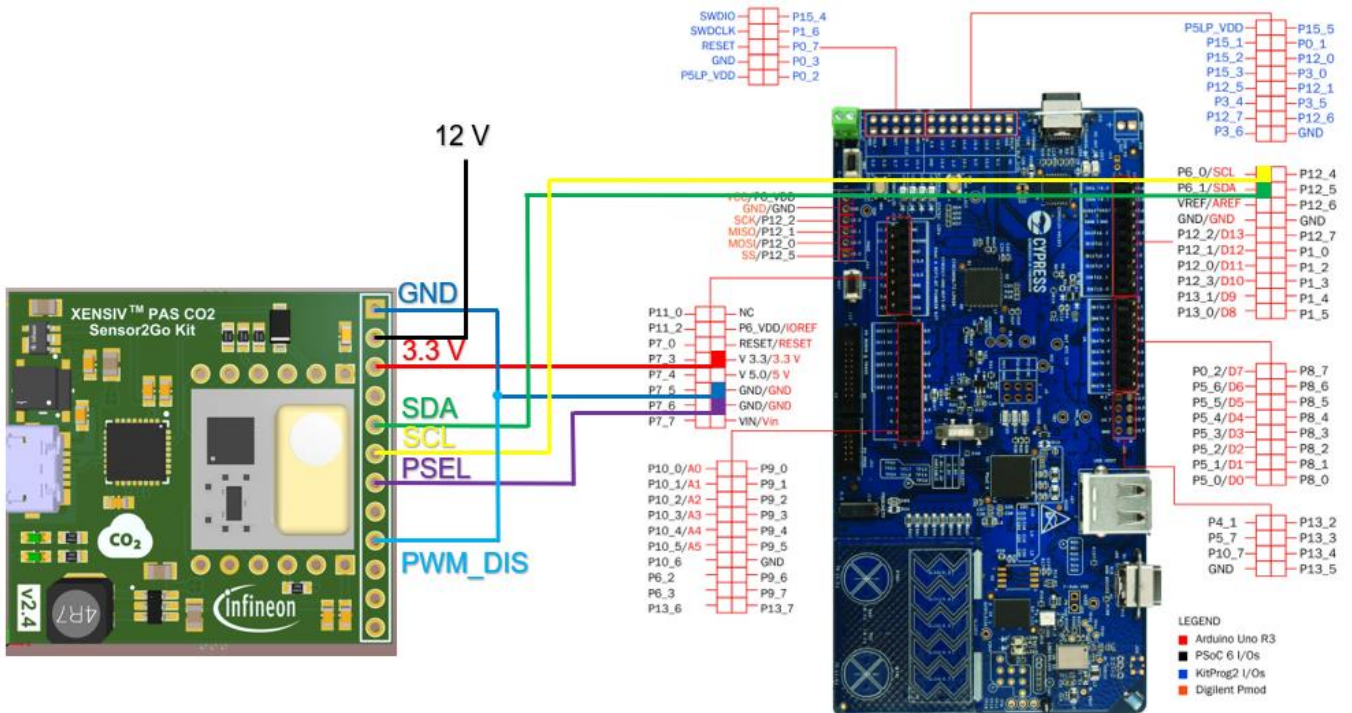 SWDIO P15_4
SWDCLK P1_6
RESET P0_7
GND P0_3
P5LP_VDD P0_2
P5LP_VDD P15_5
P15_1 P0_1
P15_2 P12_0
P15_3 P3_0
P12_5 P12_1
P3_4 P3_5
P12_7 P12_6
P3_6 GND
12 V
P6_0/SCL P12_4
P6_1/SDA P12_5
VREF/AREF P12_6
GND/GND GND
P12_2/D13 P12_7
P12_1/D12 P1_0
P12_0/D11 P1_2
P12_3/D10 P1_3
P13_1/D9 P1_4
P13_0/D8 P1_5
VCC/P6_VDD
GND/GND
SCK/P12_2
MISO/P12_1
MOSI/P12_0
SS/P12_5
CYPRESS
XENSIV™ PAS CO2
Sensor2Go Kit
GND
3.3 V
SDA
SCL
PSEL
PWM_DIS
CO2
V2.4
4R7
infineon
P11_0 NC
P11_2 P6_VDD/IOREF
P7_0 RESET/RESET
P7_3 V 3.3/3.3 V
P7_4 V 5.0/5 V
P7_5 GND/GND
P7_6 GND/GND
P7_7 VIN/Vin
P0_2/D7 P8_7
P5_6/D6 P8_6
P5_5/D5 P8_5
P5_4/D4 P8_4
P5_3/D3 P8_3
P5_2/D2 P8_2
P5_1/D1 P8_1
P5_0/D0 P8_0
P10_0/A0 P9_0
P10_1/A1 P9_1
P10_2/A2 P9_2
P10_3/A3 P9_3
P10_4/A4 P9_4
P10_5/A5 P9_5
P10_6 GND
P6_2 P9_6
P6_3 P9_7
P13_6 P13_7
USB HOST
P4_1 P13_2
P5_7 P13_3
P10_7 P13_4
GND P13_5
LEGEND
Arduino Uno R3
PSoC 6 I/Os
KitProg2 I/Os
Digilent Pmod